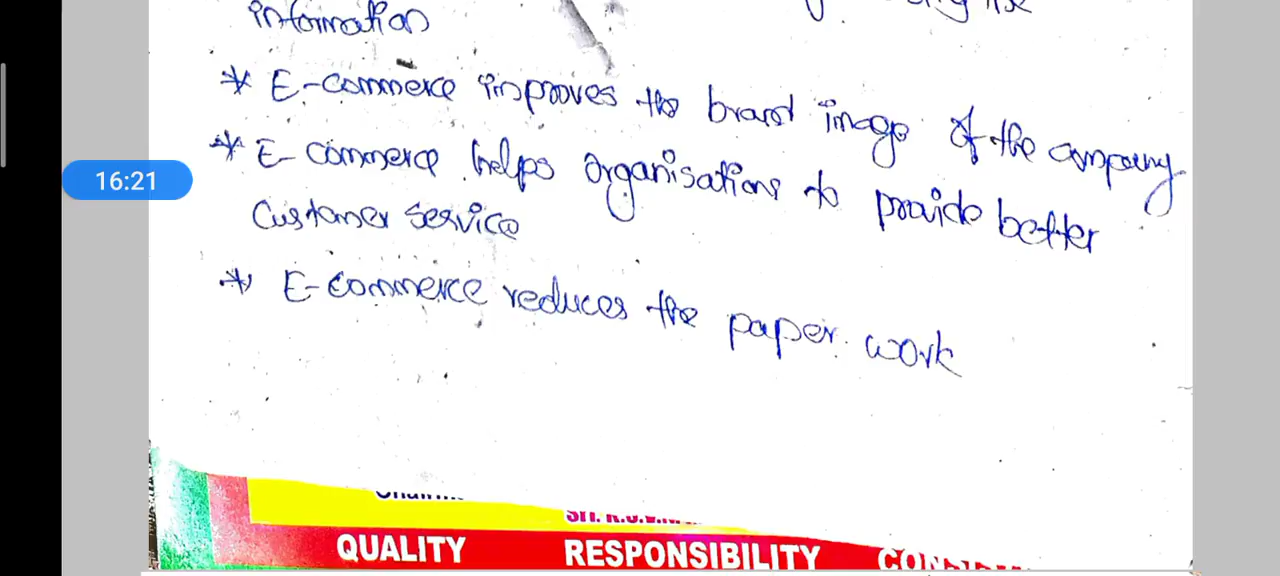 information
* E-commerce improves the brand image of the company
16:21
* E-commerce helps organisations to provide better
customer service
* E-commerce reduces the paper work
QUALITY RESPONSIBILITY